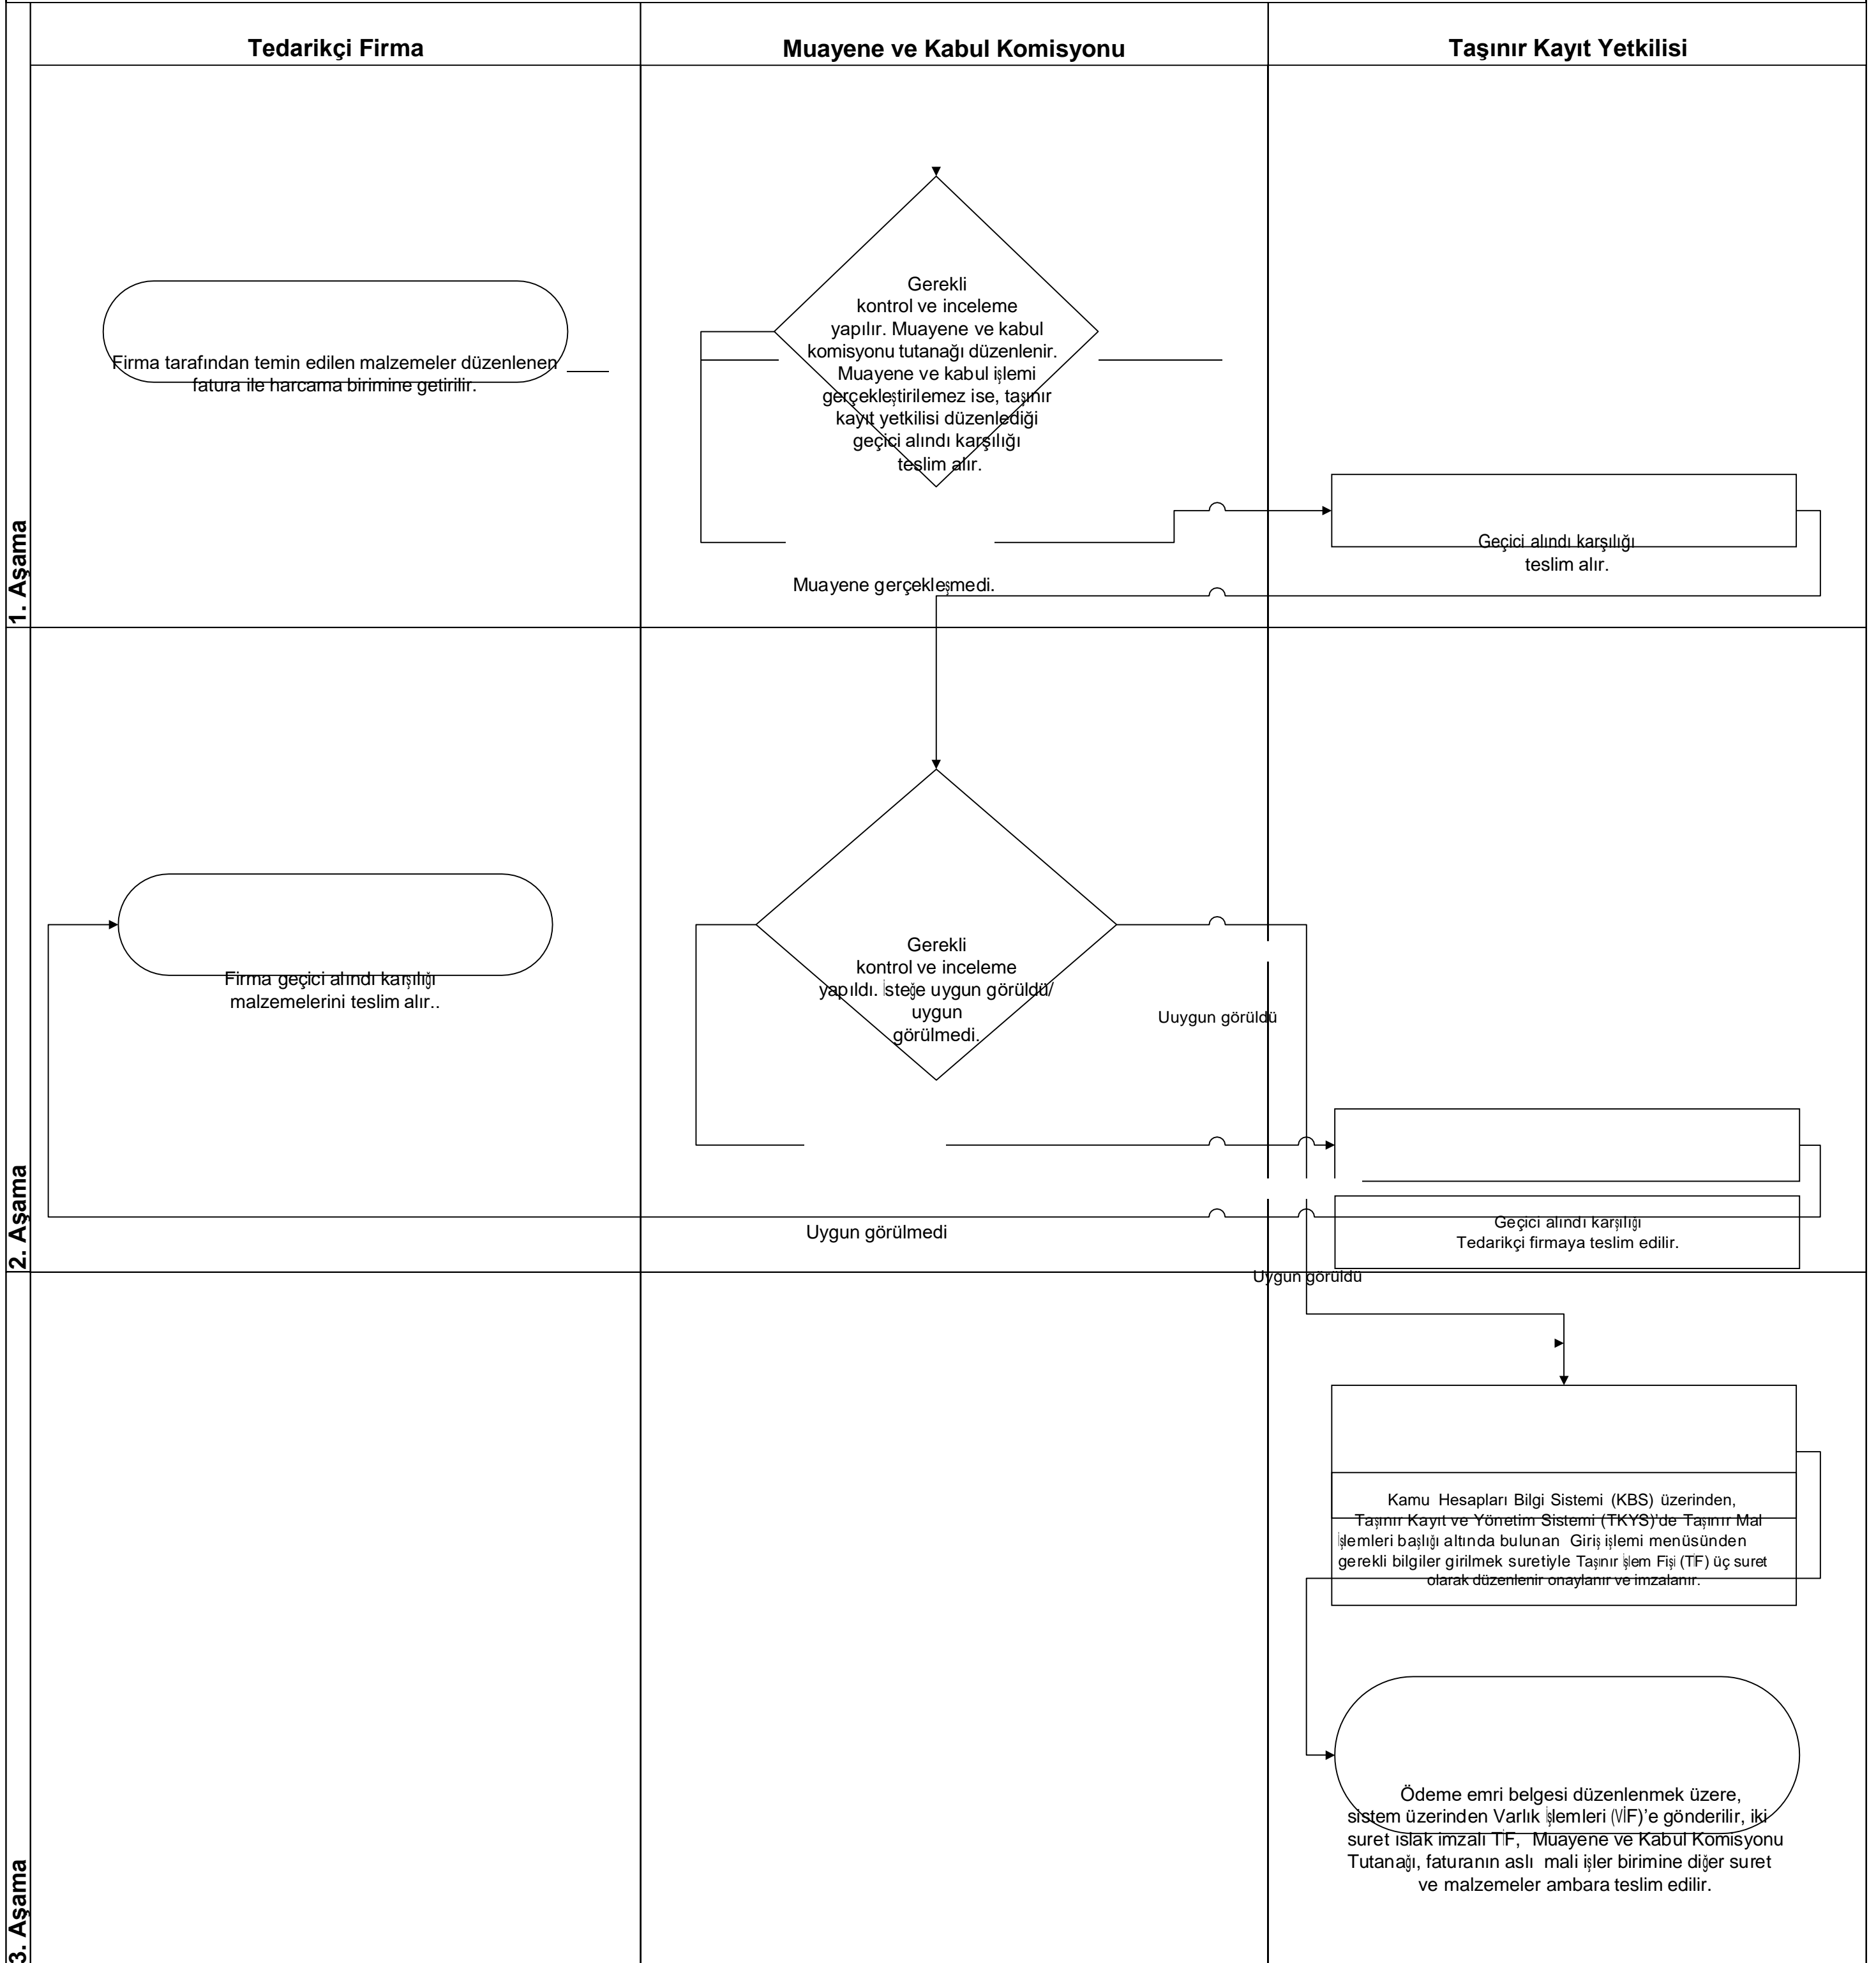 Tedarikçi Firma
Muayene ve Kabul Komisyonu
Taşınır Kayıt Yetkilisi
1. Aşama
Firma tarafından temin edilen malzemeler düzenlenen
fatura ile harcama birimine getirilir.
Gerekli
kontrol ve inceleme
yapılır. Muayene ve kabul
komisyonu tutanağı düzenlenir.
Muayene ve kabul işlemi
gerçekleştirilemez ise, taşınır
kayıt yetkilisi düzenlediği
geçici alındı karşılığı
teslim alır.
Muayene gerçekleşmedi.
Geçici alındı karşılığı
teslim alır.
2. Aşama
Firma geçici alındı karşılığı
malzemelerini teslim alır..
Gerekli
kontrol ve inceleme
yapıldı. İsteğe uygun görüldü/
uygun
görülmedi.
Uuygun görüldü
Uygun görülmedi
Geçici alındı karşılığı
Tedarikçi firmaya teslim edilir.
Uygun görüldü
3. Aşama
Kamu Hesapları Bilgi Sistemi (KBS) üzerinden,
Taşınır Kayıt ve Yönetim Sistemi (TKYS)'de Taşınır Mal
İşlemleri başlığı altında bulunan Giriş işlemi menüsünden
gerekli bilgiler girilmek suretiyle Taşınır İşlem Fişi (TİF) üç suret
olarak düzenlenir onaylanır ve imzalanır.
Ödeme emri belgesi düzenlenmek üzere,
sistem üzerinden Varlık İşlemleri (VİF)’e gönderilir, iki
suret ıslak imzalı TİF, Muayene ve Kabul Komisyonu
Tutanağı, faturanın aslı mali işler birimine diğer suret
ve malzemeler ambara teslim edilir.